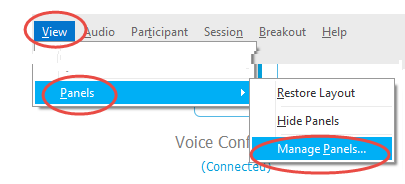 View Audio Participant Session Breakout Help
Panels
Restore Layout
Hide Panels
Manage Panels...
Voice Conf
(Connected)